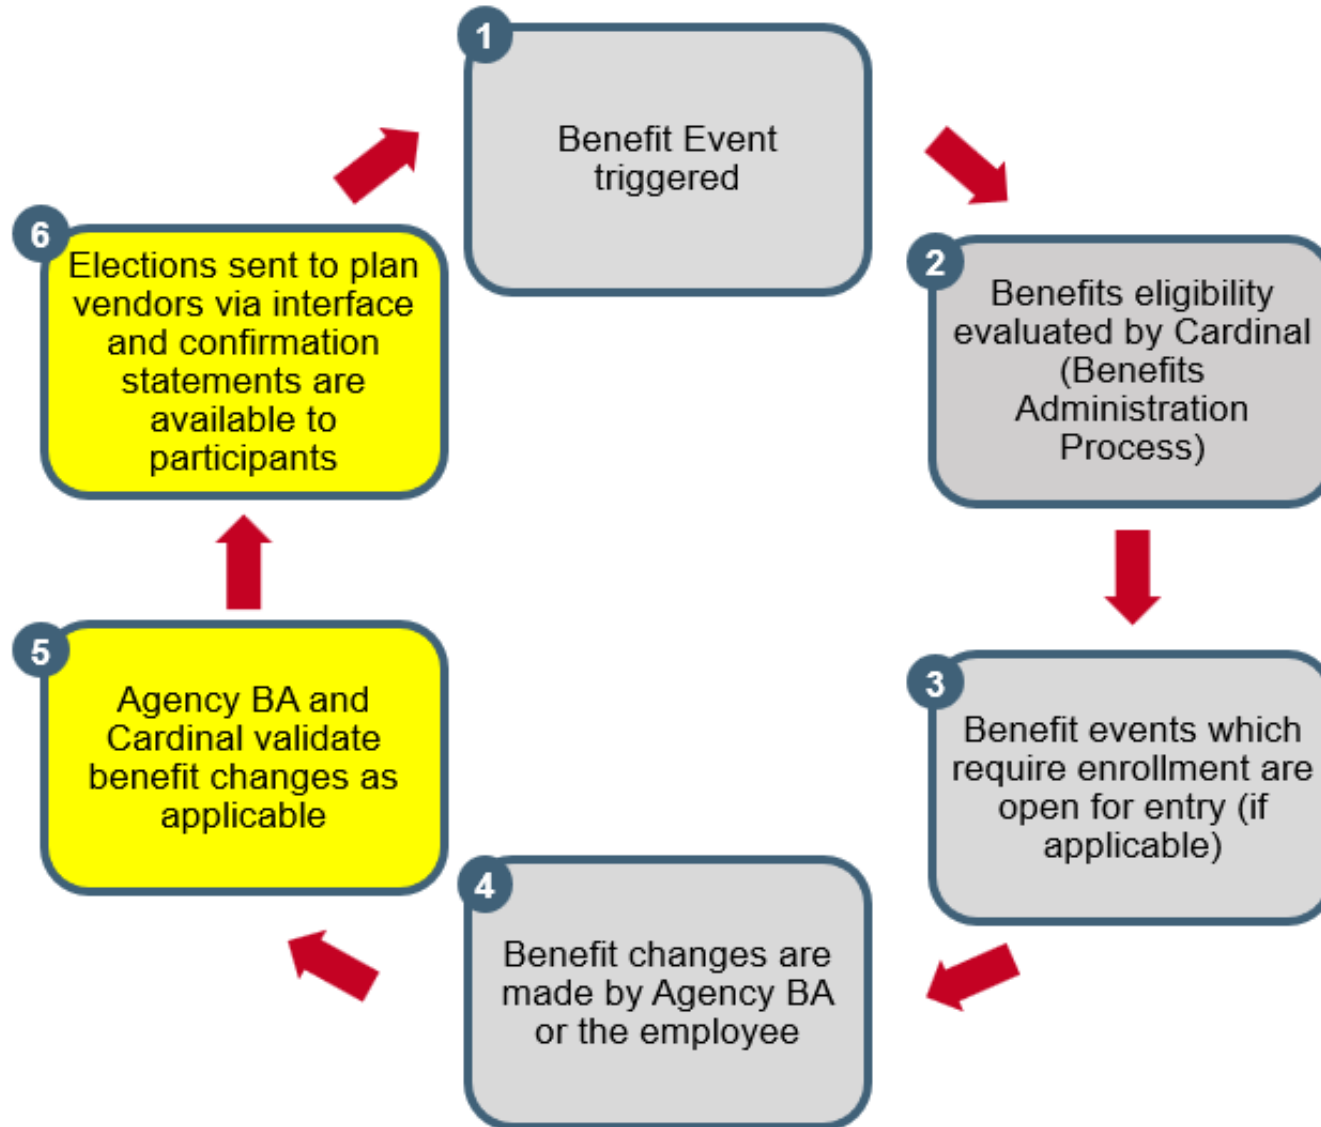 1
Benefit Event
triggered
2
Benefits eligibility
evaluated by Cardinal
(Benefits
Administration
Process)
3
Benefit events which
require enrollment are
open for entry (if
applicable)
4
Benefit changes are
made by Agency BA
or the employee
5
Agency BA and
Cardinal validate
benefit changes as
applicable
6
Elections sent to plan
vendors via interface
and confirmation
statements are
available to
participants